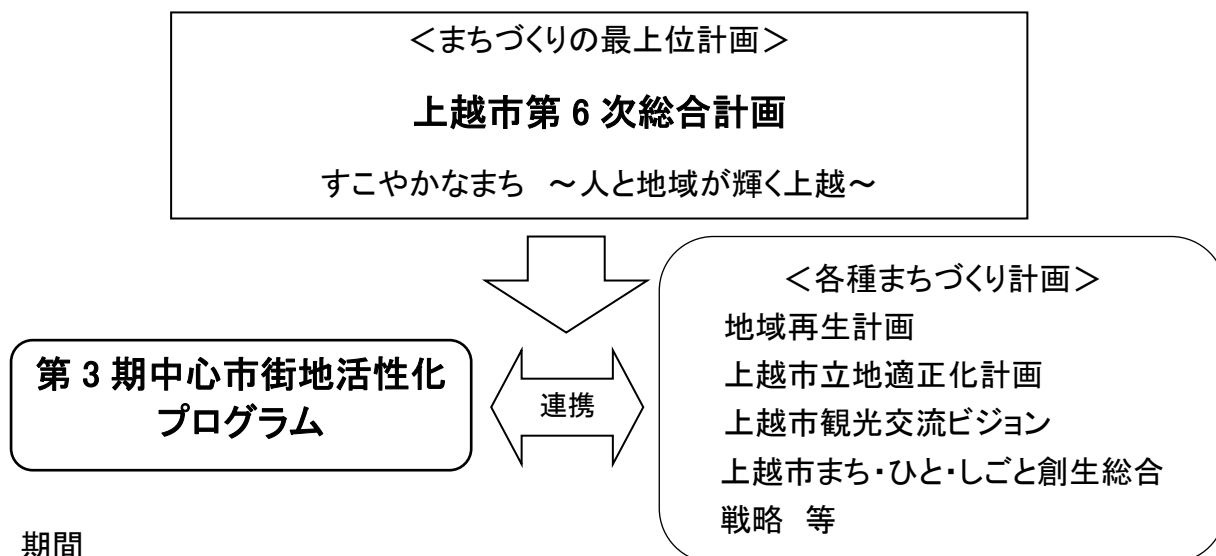 ＜まちづくりの最上位計画＞
上越市第 6 次総合計画
すこやかなまち　～人と地域が輝く上越～
＜各種まちづくり計画＞
地域再生計画
上越市立地適正化計画
上越市観光交流ビジョン
上越市まち・ひと・しごと創生総合
戦略　等
第 3 期中心市街地活性化
プログラム
連携
期間